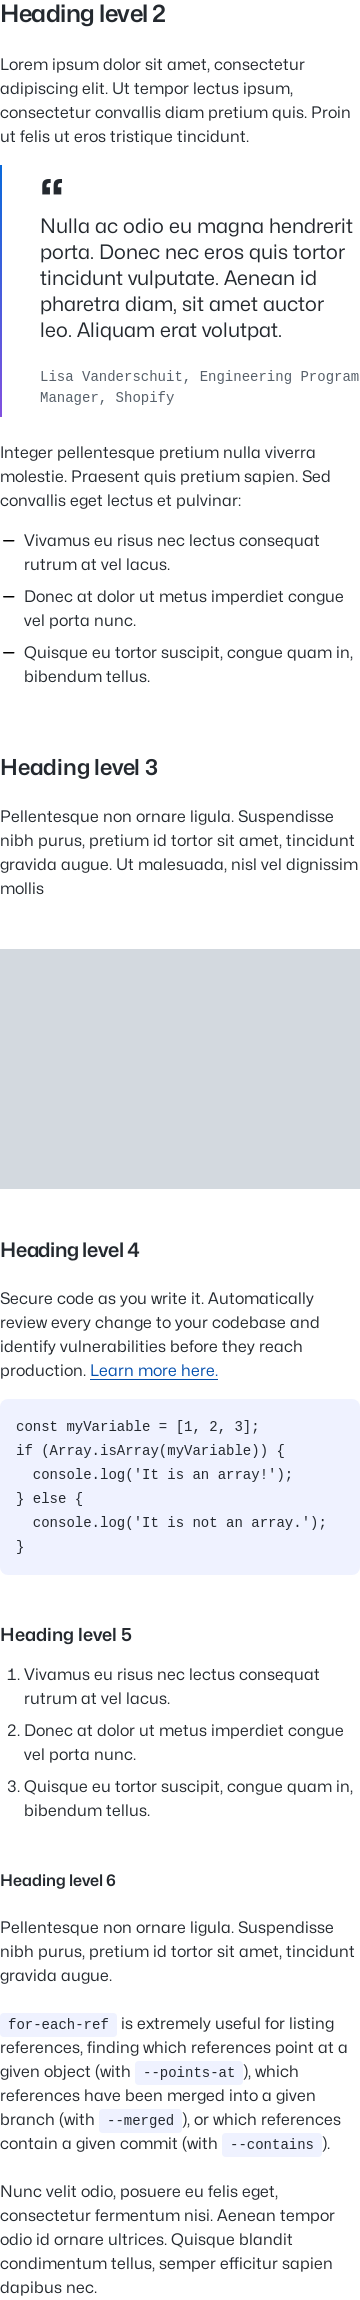 Heading level 2
Lorem ipsum dolor sit amet, consectetur
adipiscing elit. Ut tempor lectus ipsum,
consectetur convallis diam pretium quis. Proin
ut felis ut eros tristique tincidunt.
“
Nulla ac odio eu magna hendrerit
porta. Donec nec eros quis tortor
tincidunt vulputate. Aenean id
pharetra diam, sit amet auctor
leo. Aliquam erat volutpat.
Lisa Vanderschuit, Engineering Program
Manager, Shopify
Integer pellentesque pretium nulla viverra
molestie. Praesent quis pretium sapien. Sed
convallis eget lectus et pulvinar:
— Vivamus eu risus nec lectus consequat
rutrum at vel lacus.
— Donec at dolor ut metus imperdiet congue
vel porta nunc.
— Quisque eu tortor suscipit, congue quam in,
bibendum tellus.
Heading level 3
Pellentesque non ornare ligula. Suspendisse
nibh purus, pretium id tortor sit amet, tincidunt
gravida augue. Ut malesuada, nisl vel dignissim
mollis
Heading level 4
Secure code as you write it. Automatically
review every change to your codebase and
identify vulnerabilities before they reach
production. Learn more here.
const myVariable = [1, 2, 3];
if (Array.isArray(myVariable)) {
  console.log('It is an array!');
} else {
  console.log('It is not an array.');
}
Heading level 5
1. Vivamus eu risus nec lectus consequat
rutrum at vel lacus.
2. Donec at dolor ut metus imperdiet congue
vel porta nunc.
3. Quisque eu tortor suscipit, congue quam in,
bibendum tellus.
Heading level 6
Pellentesque non ornare ligula. Suspendisse
nibh purus, pretium id tortor sit amet, tincidunt
gravida augue.
for-each-ref is extremely useful for listing
references, finding which references point at a
given object (with --points-at), which
references have been merged into a given
branch (with --merged), or which references
contain a given commit (with --contains).
Nunc velit odio, posuere eu felis eget,
consectetur fermentum nisi. Aenean tempor
odio id ornare ultrices. Quisque blandit
condimentum tellus, semper efficitur sapien
dapibus nec.